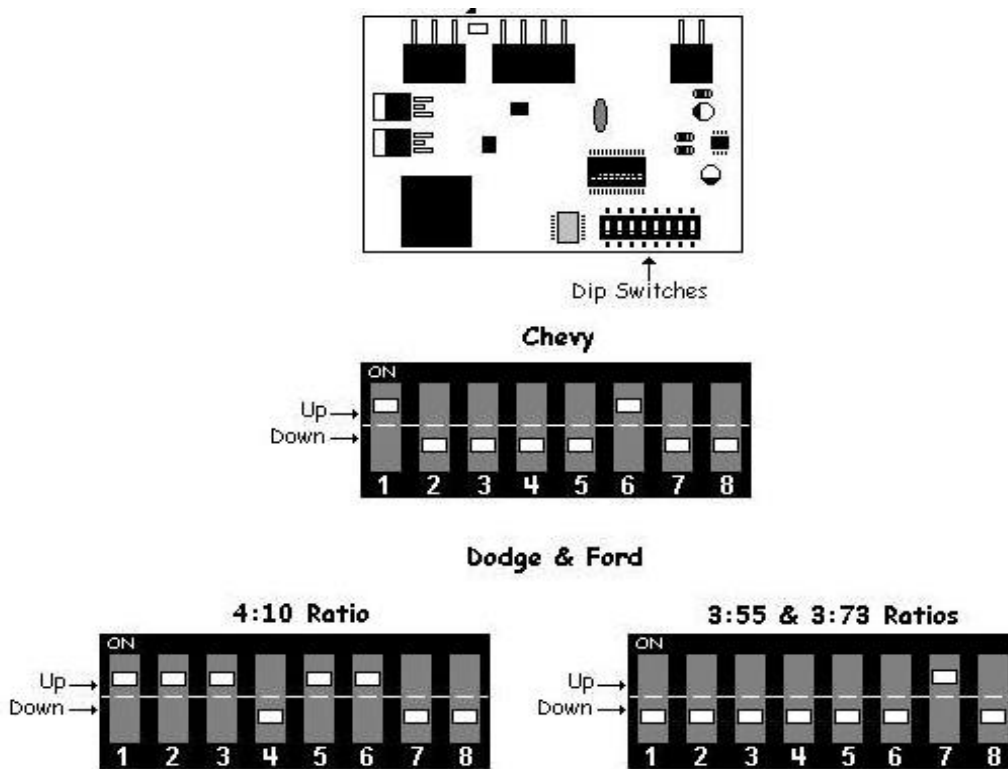 Dip Switches
Chevy
ON
Up
Down
1 2 3 4 5 6 7 8
Dodge & Ford
4:10 Ratio
ON
Up
Down
1 2 3 4 5 6 7 8
3:55 & 3:73 Ratios
ON
Up
Down
1 2 3 4 5 6 7 8